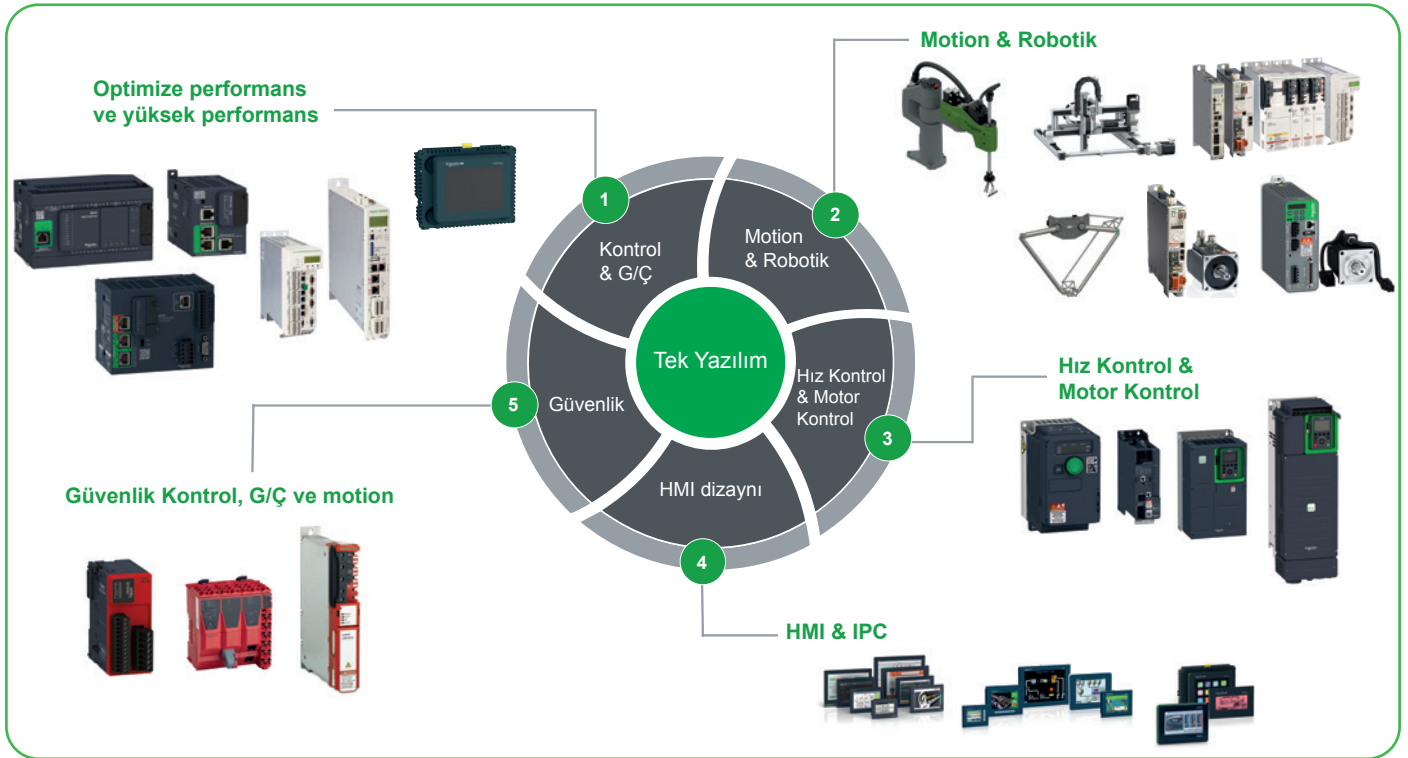 Motion & Robotik
Optimize performans
ve yüksek performans
1
2
Kontrol
& G/Ç
Motion
& Robotik
Tek Yazılım
Hız Kontrol
& Motor
Kontrol
Hız Kontrol &
Motor Kontrol
5
Güvenlik
3
HMI dizaynı
Güvenlik Kontrol, G/Ç ve motion
4
HMI & IPC